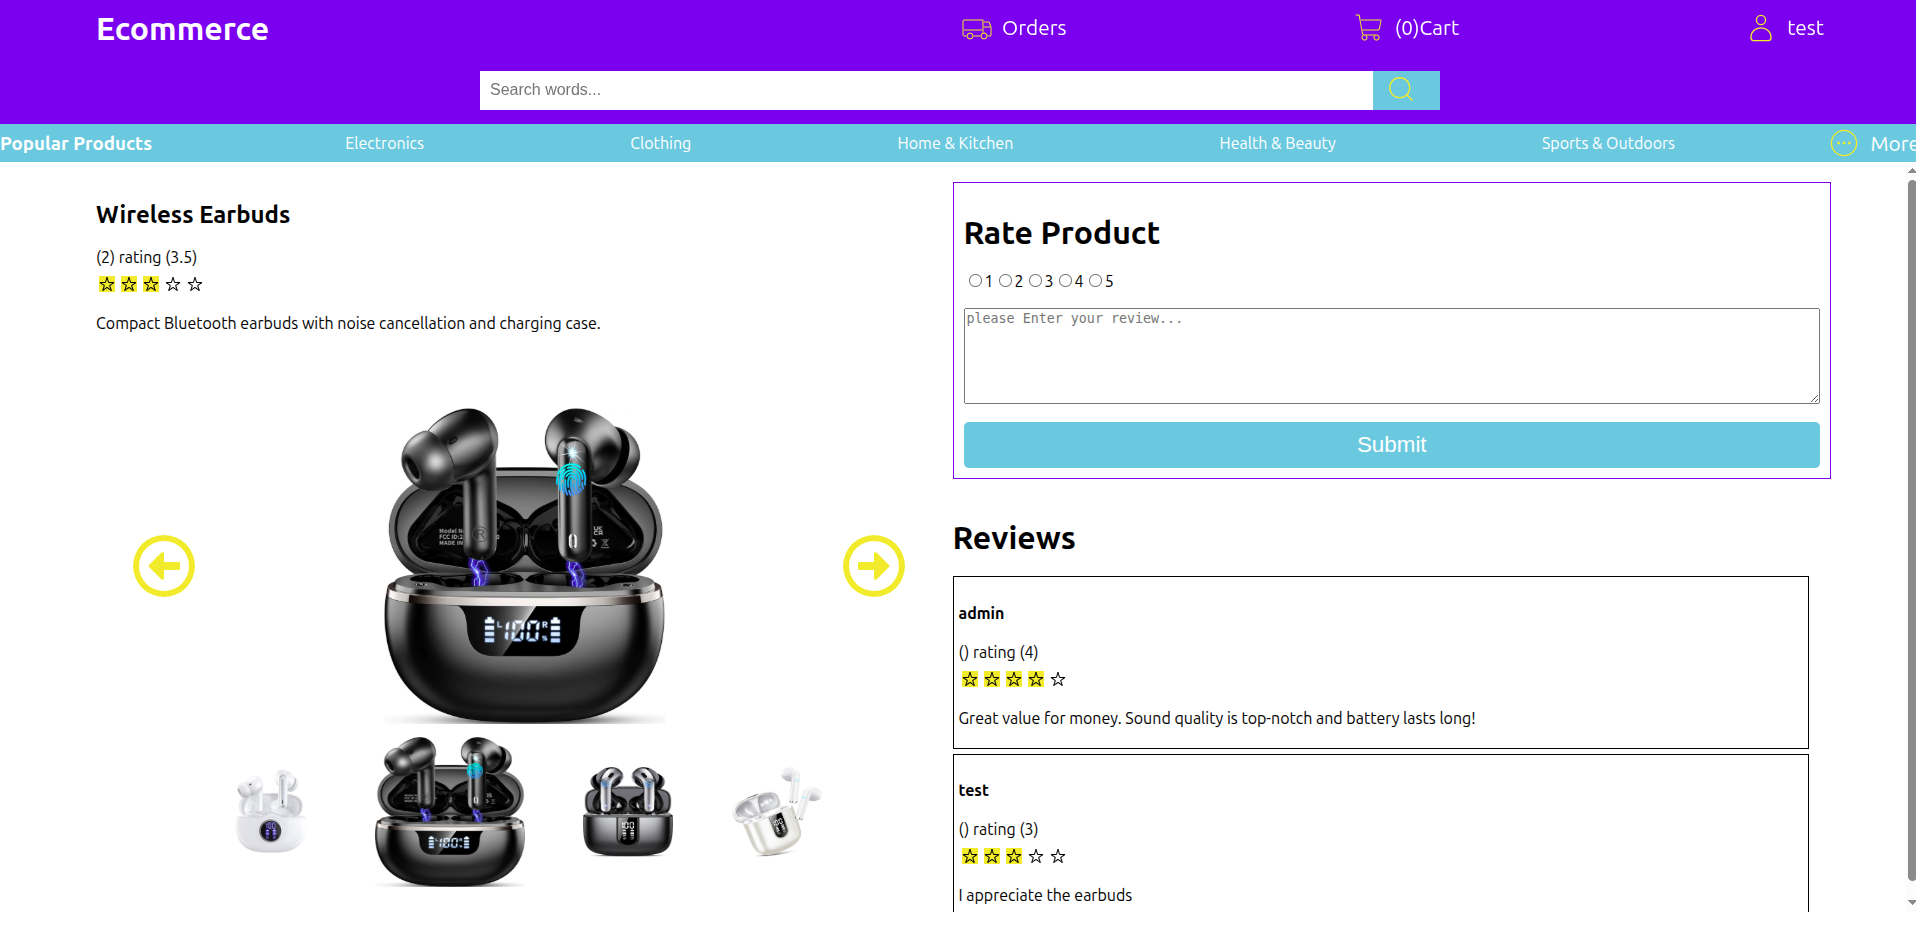 Ecommerce
Orders
(0)Cart
test
Search words...
Popular Products
Electronics
Clothing
Home & Kitchen
Health & Beauty
Sports & Outdoors
More
Wireless Earbuds
(2) rating (3.5)
Compact Bluetooth earbuds with noise cancellation and charging case.
Rate Product
1 2 3 4 5
please Enter your review...
Submit
Reviews
admin
() rating (4)
Great value for money. Sound quality is top-notch and battery lasts long!
test
() rating (3)
I appreciate the earbuds
L 100% R